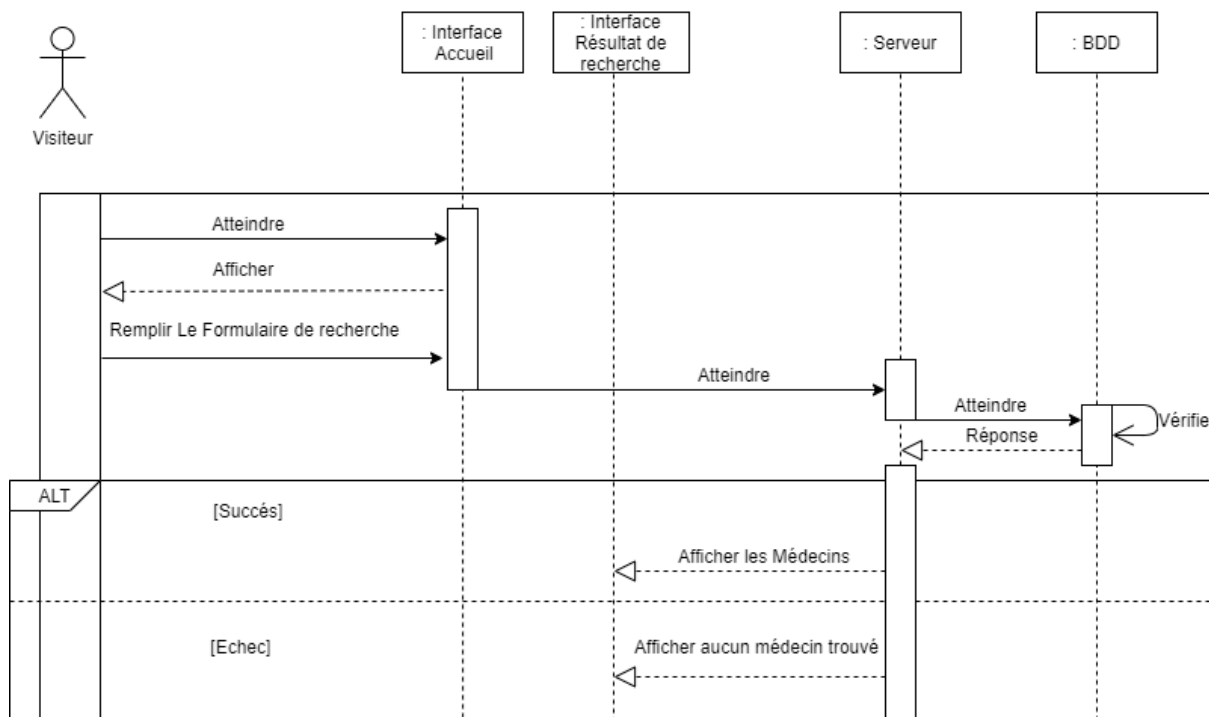 : Interface
Accueil
: Interface
Résultat de
recherche
: Serveur
: BDD
Visiteur
Atteindre
Afficher
Remplir Le Formulaire de recherche
Atteindre
Atteindre
Vérifie
Réponse
ALT
[Succés]
Afficher les Médecins
[Echec]
Afficher aucun médecin trouvé